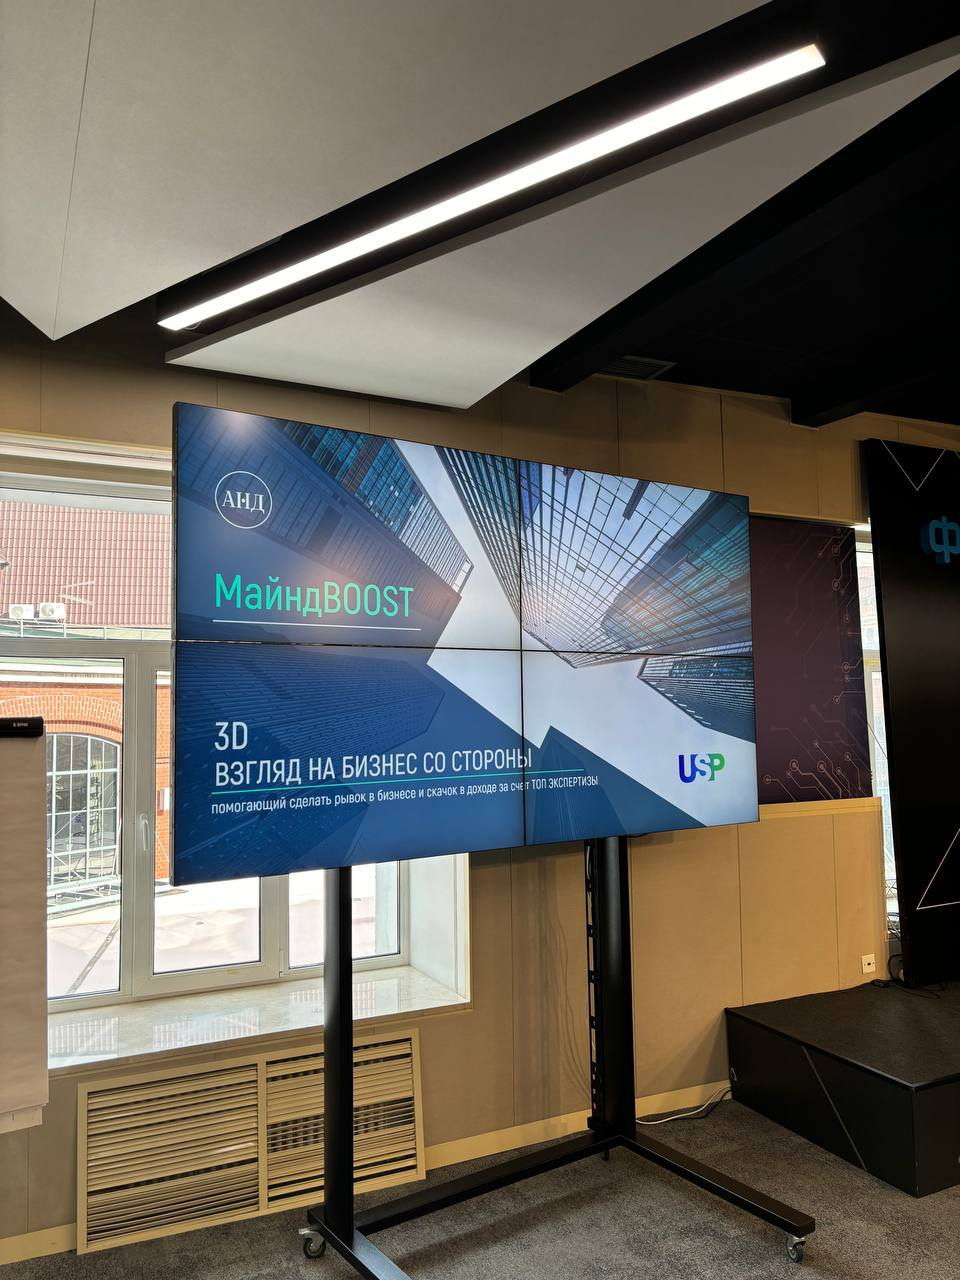 АНД
МайндBOOST
3D
ВЗГЛЯД НА БИЗНЕС СО СТОРОНЫ
помогающий сделать рывок в бизнесе и скачок в доходе за счет ТОП ЭКСПЕРТИЗЫ
USP
Ф